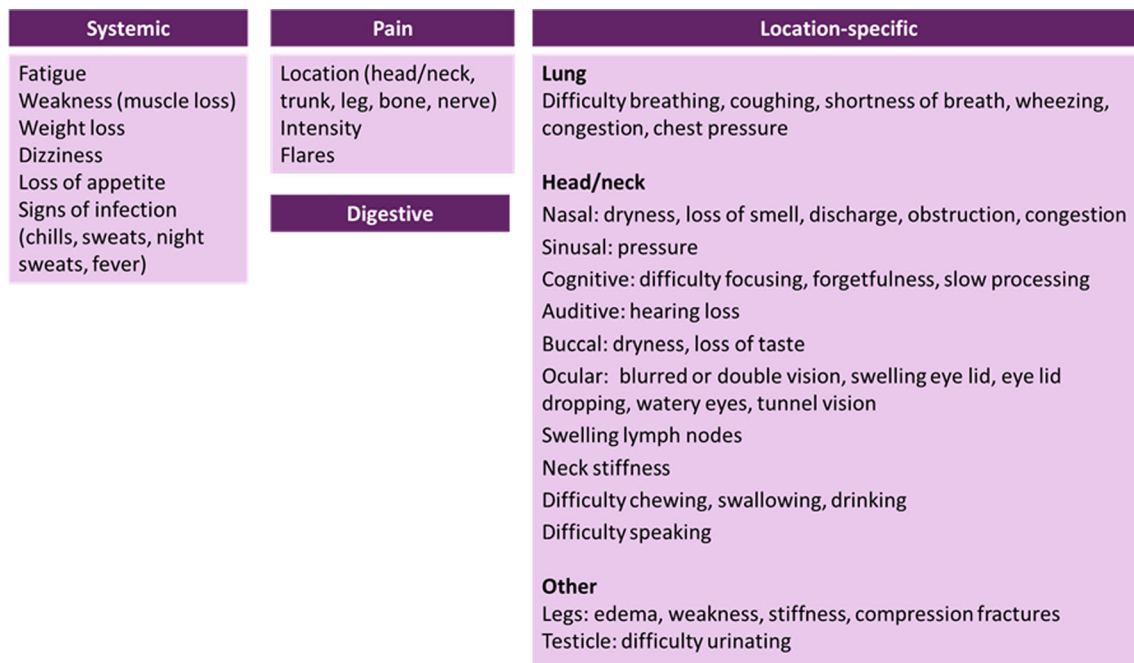 Systemic
Fatigue
Weakness (muscle loss)
Weight loss
Dizziness
Loss of appetite
Signs of infection
(chills, sweats, night
sweats, fever)
Pain
Location (head/neck,
trunk, leg, bone, nerve)
Intensity
Flares
Digestive
Location-specific
Lung
Difficulty breathing, coughing, shortness of breath, wheezing,
congestion, chest pressure
Head/neck
Nasal: dryness, loss of smell, discharge, obstruction, congestion
Sinusal: pressure
Cognitive: difficulty focusing, forgetfulness, slow processing
Auditive: hearing loss
Buccal: dryness, loss of taste
Ocular: blurred or double vision, swelling eye lid, eye lid
dropping, watery eyes, tunnel vision
Swelling lymph nodes
Neck stiffness
Difficulty chewing, swallowing, drinking
Difficulty speaking
Other
Legs: edema, weakness, stiffness, compression fractures
Testicle: difficulty urinating